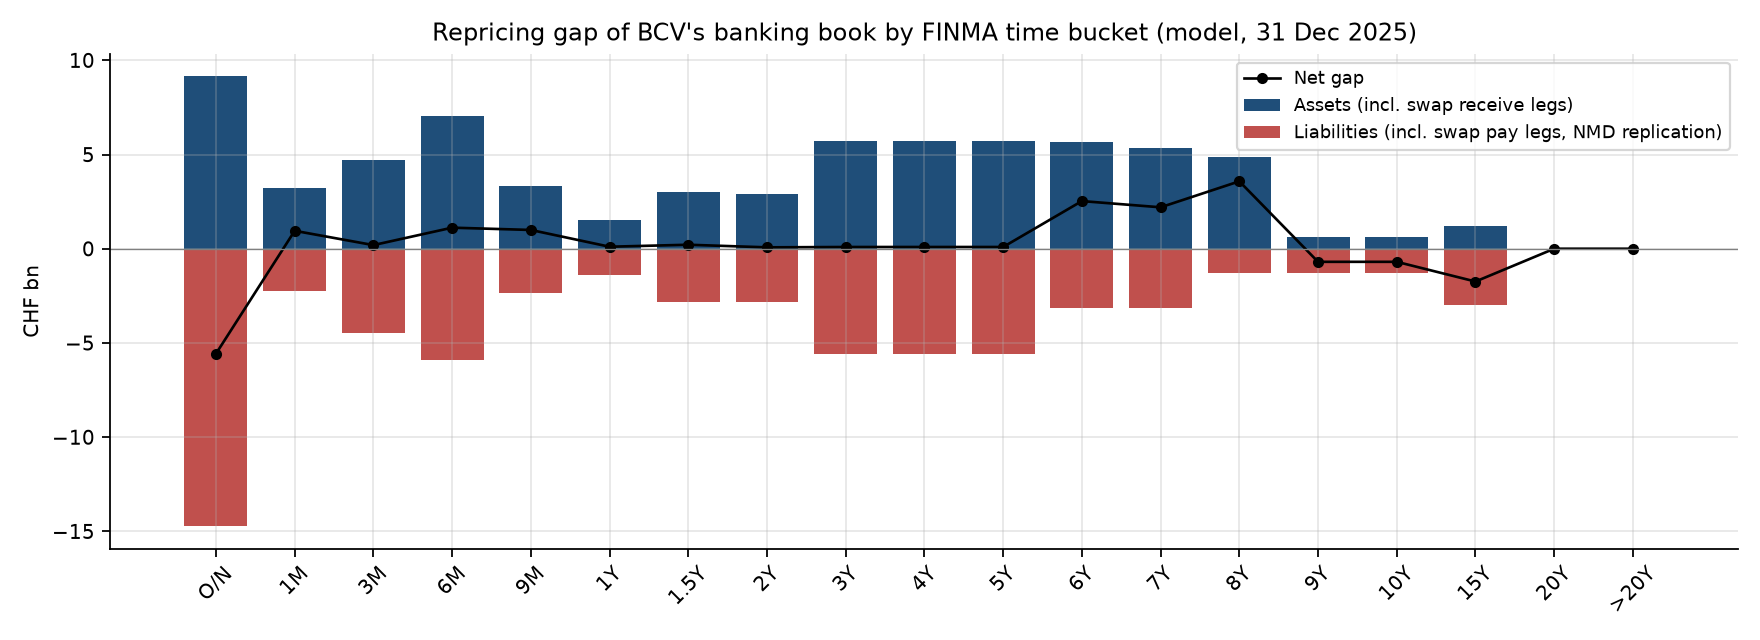 Repricing gap of BCV's banking book by FINMA time bucket (model, 31 Dec 2025)
Net gap
Assets (incl. swap receive legs)
Liabilities (incl. swap pay legs, NMD replication)
CHF bn
10
5
0
−5
−10
−15
O/N
1M
3M
6M
9M
1Y
1.5Y
2Y
3Y
4Y
5Y
6Y
7Y
8Y
9Y
10Y
15Y
20Y
>20Y